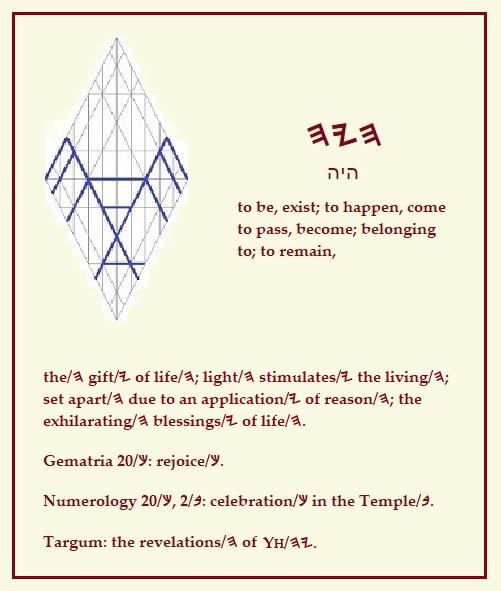 𐤄𐤉𐤄
היה
to be, exist; to happen, come
to pass, become; belonging
to; to remain,
the/𐤄 gift/𐤉 of life/𐤄; light/𐤄 stimulates/𐤉 the living/𐤄;
set apart/𐤄 due to an application/𐤉 of reason/𐤄; the
exhilarating/𐤄 blessings/𐤉 of life/𐤄.
Gematria 20/𐤊: rejoice/𐤊.
Numerology 20/𐤊, 2/𐤁: celebration/𐤊 in the Temple/𐤁.
Targum: the revelations/𐤄 of YH/𐤉𐤄.